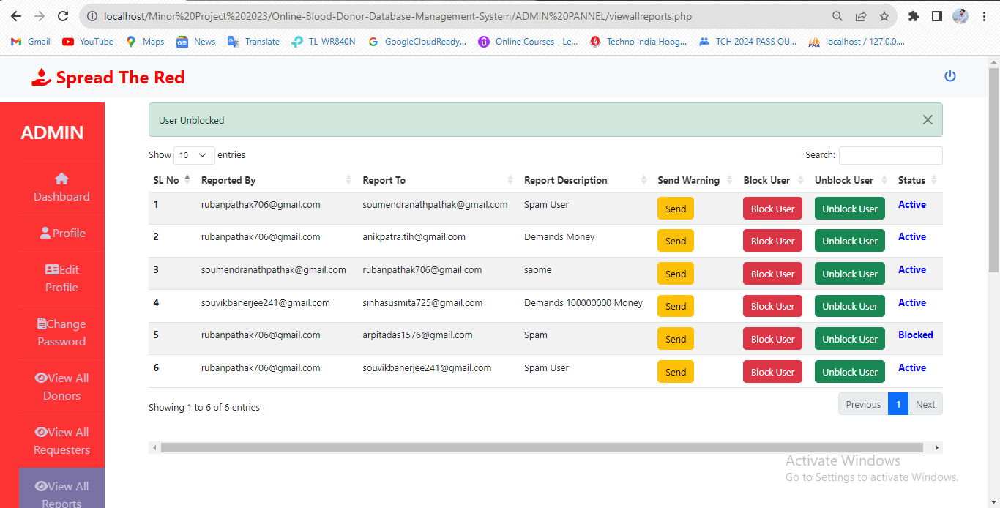 localhost/Minor%20Project%202023/Online-Blood-Donor-Database-Management-System/ADMIN%20PANNEL/viewallreports.php
Gmail YouTube Maps News Translate TL-WR840N GoogleCloudReady... Online Courses - Le... Techno India Hoog... TCH 2024 PASS OU... localhost / 127.0.0....
Spread The Red
ADMIN
Dashboard
Profile
Edit
Profile
Change
Password
View All
Donors
View All
Requesters
View All
Reports
User Unblocked
Show 10 entries Search:
SL No Reported By Report To Report Description Send Warning Block User Unblock User Status
1 rubanpathak706@gmail.com soumendranathpathak@gmail.com Spam User Send Block User Unblock User Active
2 rubanpathak706@gmail.com anikpatra.tih@gmail.com Demands Money Send Block User Unblock User Active
3 soumendranathpathak@gmail.com rubanpathak706@gmail.com saome Send Block User Unblock User Active
4 souvikbanerjee241@gmail.com sinhasusmita725@gmail.com Demands 100000000 Money Send Block User Unblock User Active
5 rubanpathak706@gmail.com arpitadas1576@gmail.com Spam Send Block User Unblock User Blocked
6 rubanpathak706@gmail.com souvikbanerjee241@gmail.com Spam User Send Block User Unblock User Active
Showing 1 to 6 of 6 entries Previous 1 Next
Activate Windows
Go to Settings to activate Windows.